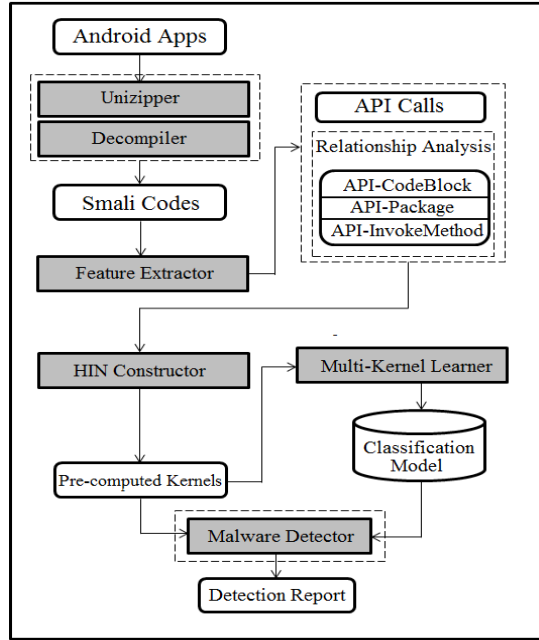 Android Apps
Unizipper
Decompiler
Smali Codes
Feature Extractor
API Calls
Relationship Analysis
API-CodeBlock
API-Package
API-InvokeMethod
HIN Constructor
Multi-Kernel Learner
Classification
Model
Pre-computed Kernels
Malware Detector
Detection Report